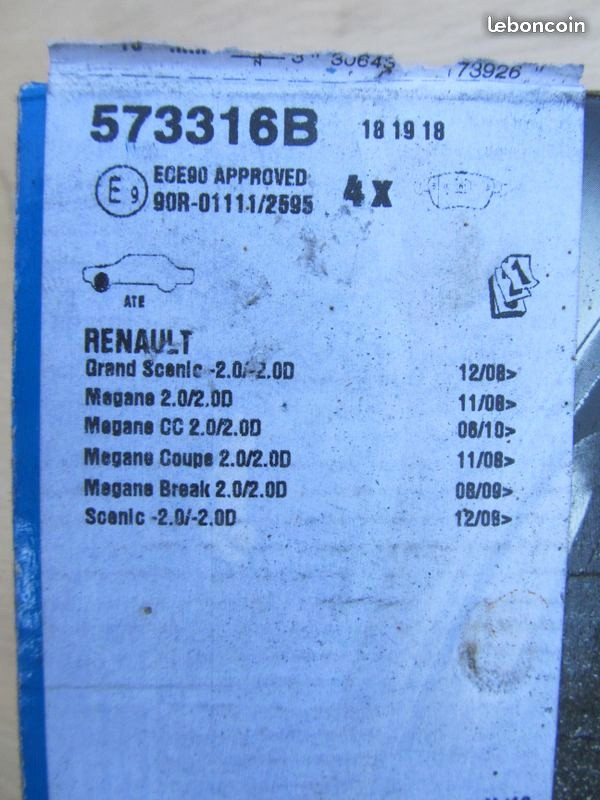 leboncoin
30643 73926
573316B 18 19 18
E9 ECE90 APPROVED
90R-01111/2595
4 x
ATE
RENAULT
Grand Scenic -2.0/-2.0D 12/08>
Megane 2.0/2.0D 11/08>
Megane CC 2.0/2.0D 06/10>
Megane Coupe 2.0/2.0D 11/08>
Megane Break 2.0/2.0D 08/09>
Scenic -2.0/-2.0D 12/08>